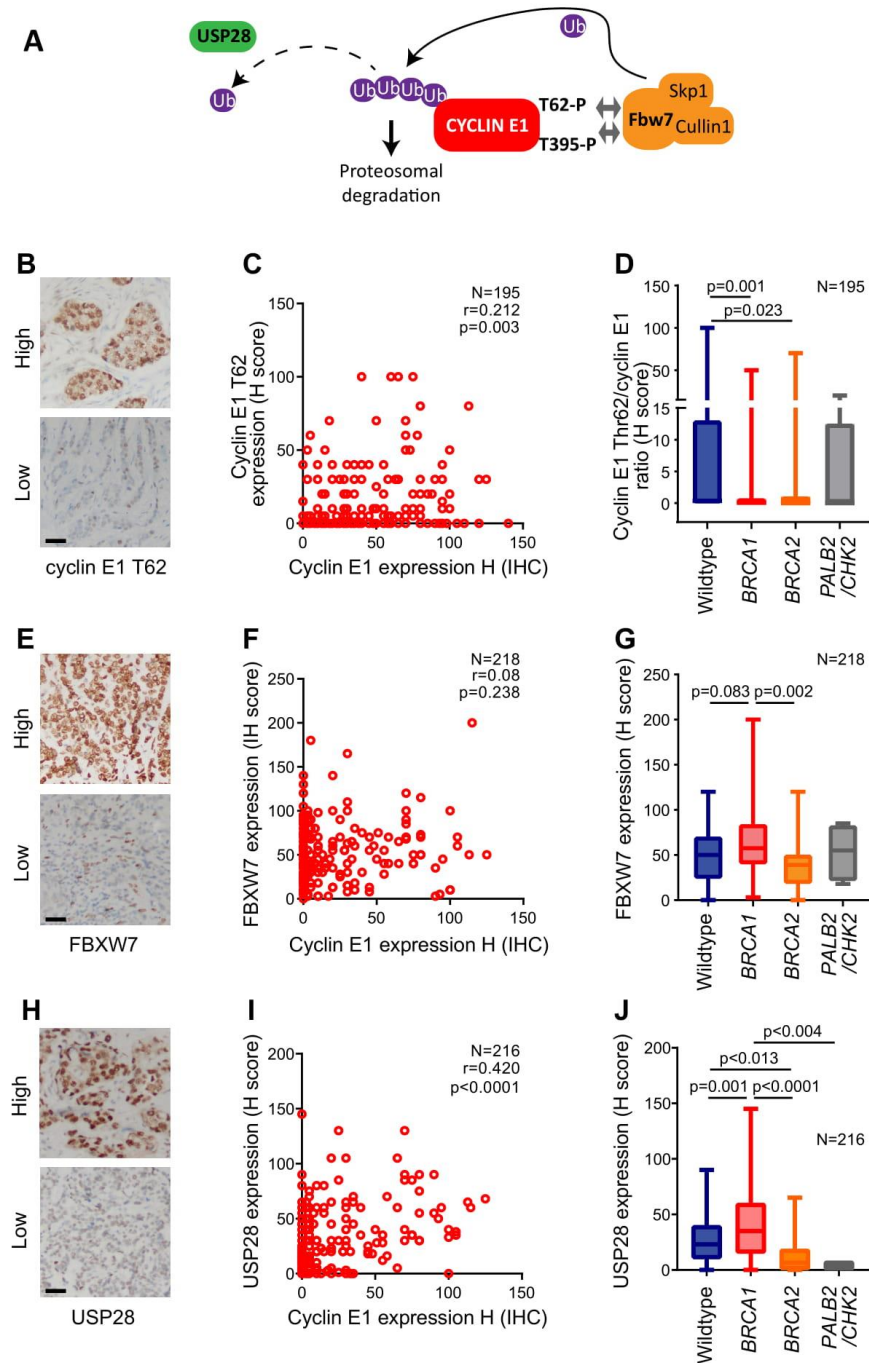 A
USP28
Ub
Ub
Ub Ub Ub Ub
CYCLIN E1
T62-P
T395-P
Fbw7
Skp1
Cullin1
Proteosomal
degradation
B
High
Low
cyclin E1 T62
C
N=195
r=0.212
p=0.003
Cyclin E1 T62
expression (H score)
150
100
50
0
0 50 100 150
Cyclin E1 expression H (IHC)
D
N=195
p=0.001
p=0.023
Cyclin E1 Thr62/cyclin E1
ratio (H score)
150
100
50
15
10
5
0
Wildtype
BRCA1
BRCA2
PALB2
/CHK2
E
High
Low
FBXW7
F
N=218
r=0.08
p=0.238
FBXW7 expression (IH score)
250
200
150
100
50
0
0 50 100 150
Cyclin E1 expression H (IHC)
G
N=218
p=0.083 p=0.002
FBXW7 expression (H score)
250
200
150
100
50
0
Wildtype
BRCA1
BRCA2
PALB2
/CHK2
H
High
Low
USP28
I
N=216
r=0.420
p<0.0001
USP28 expression (H score)
200
150
100
50
0
0 50 100 150
Cyclin E1 expression H (IHC)
J
p<0.004
p<0.013
p=0.001 p<0.0001
N=216
USP28 expression (H score)
200
150
100
50
0
Wildtype
BRCA1
BRCA2
PALB2
/CHK2